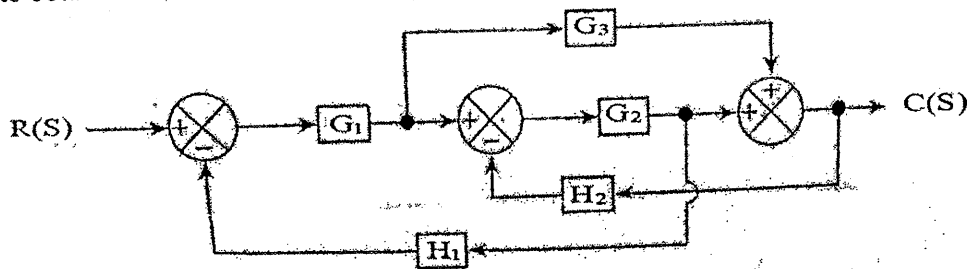 G₃
R(S) + − G₁ + − G₂ + + C(S)
H₂
H₁